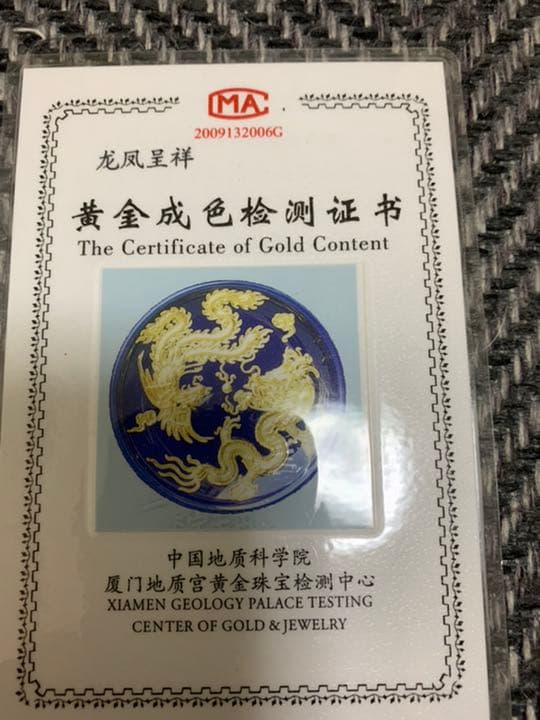 CMA
2009132006G
龙凤呈祥
黄金成色检测证书
The Certificate of Gold Content
中国地质科学院
厦门地质宫黄金珠宝检测中心
XIAMEN GEOLOGY PALACE TESTING
CENTER OF GOLD & JEWELRY